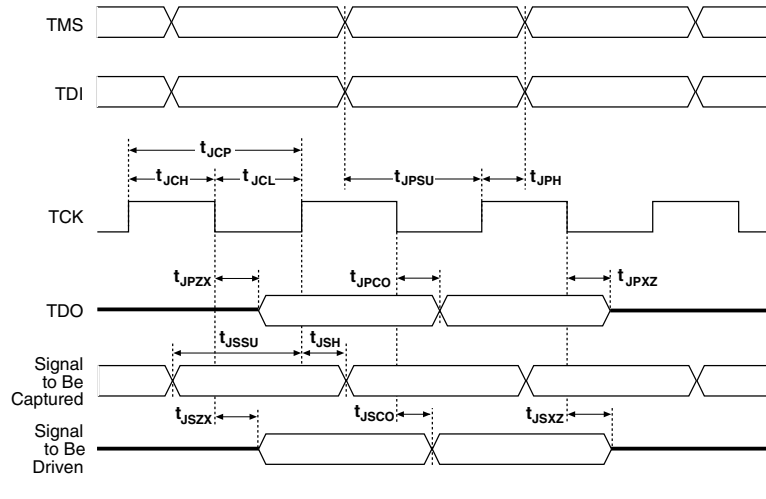 TMS
TDI
tJCP
tJCH
tJCL
tJPSU
tJPH
TCK
tJPZX
tJPCO
tJPXZ
TDO
tJSSU
tJSH
Signal
to Be
Captured
tJSZX
tJSCO
tJSXZ
Signal
to Be
Driven